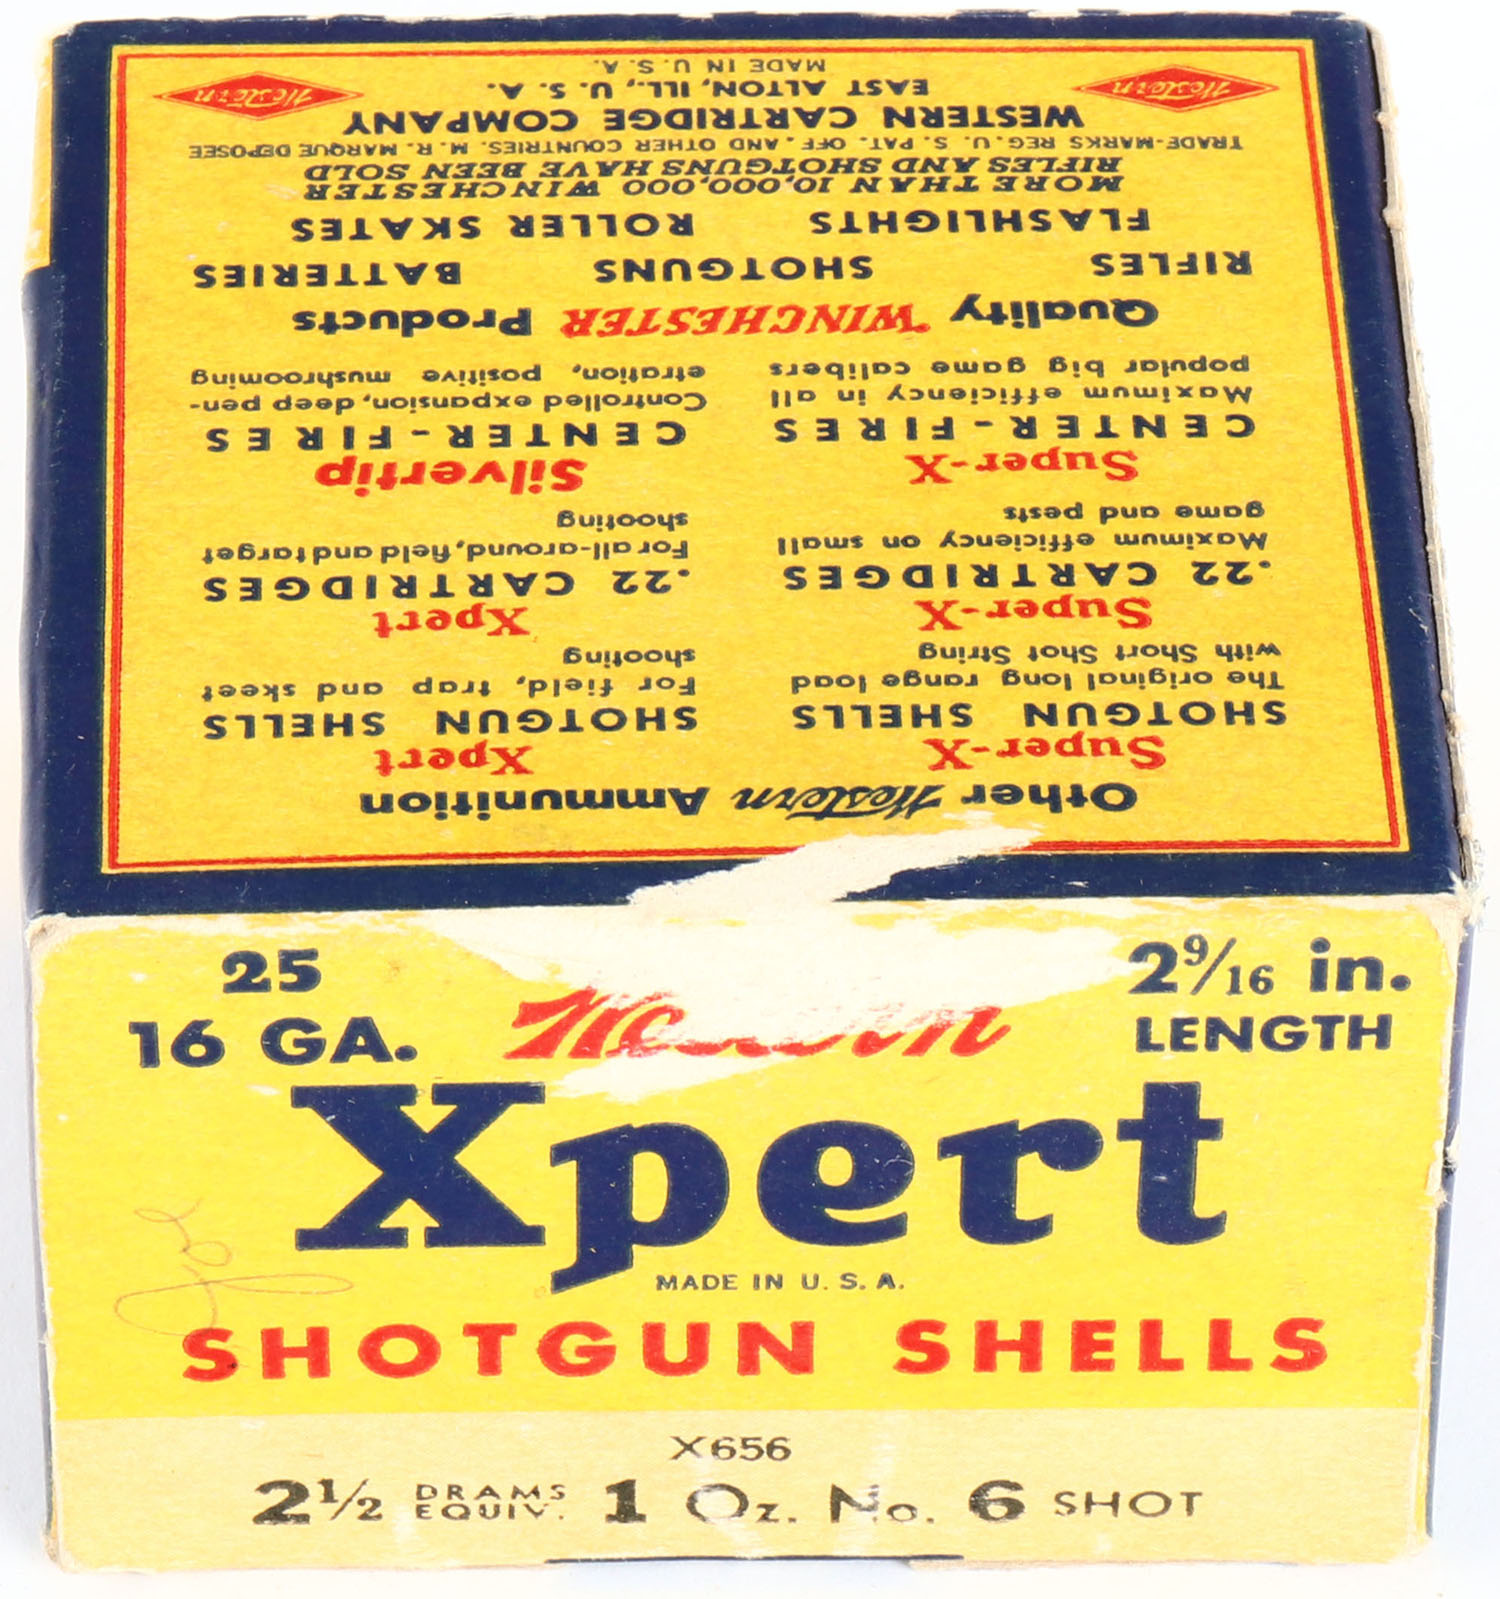 25
16 GA.
Western
2 9/16 in.
LENGTH
Xpert
MADE IN U. S. A.
Joe
SHOTGUN SHELLS
X656
2 1/2 DRAMS EQUIV. 1 Oz. No. 6 SHOT
Other Western Ammunition
Super-X
SHOTGUN SHELLS
The original long range load
with Short Shot String
Xpert
SHOTGUN SHELLS
For field, trap and skeet
shooting
Super-X
.22 CARTRIDGES
Maximum efficiency on small
game and pests
Xpert
.22 CARTRIDGES
For all-around, field and target
shooting
Super-X
CENTER-FIRES
Maximum efficiency in all
popular big game calibers
Silvertip
CENTER-FIRES
Controlled expansion, deep pen-
etration, positive mushrooming
Quality WINCHESTER Products
RIFLES SHOTGUNS BATTERIES
FLASHLIGHTS ROLLER SKATES
MORE THAN 10,000,000 WINCHESTER
RIFLES AND SHOTGUNS HAVE BEEN SOLD
TRADE-MARKS REG. U. S. PAT. OFF. AND OTHER COUNTRIES. M. R. MARQUE DEPOSEE
WESTERN CARTRIDGE COMPANY
EAST ALTON, ILL., U. S. A.
MADE IN U. S. A.
Western
Western